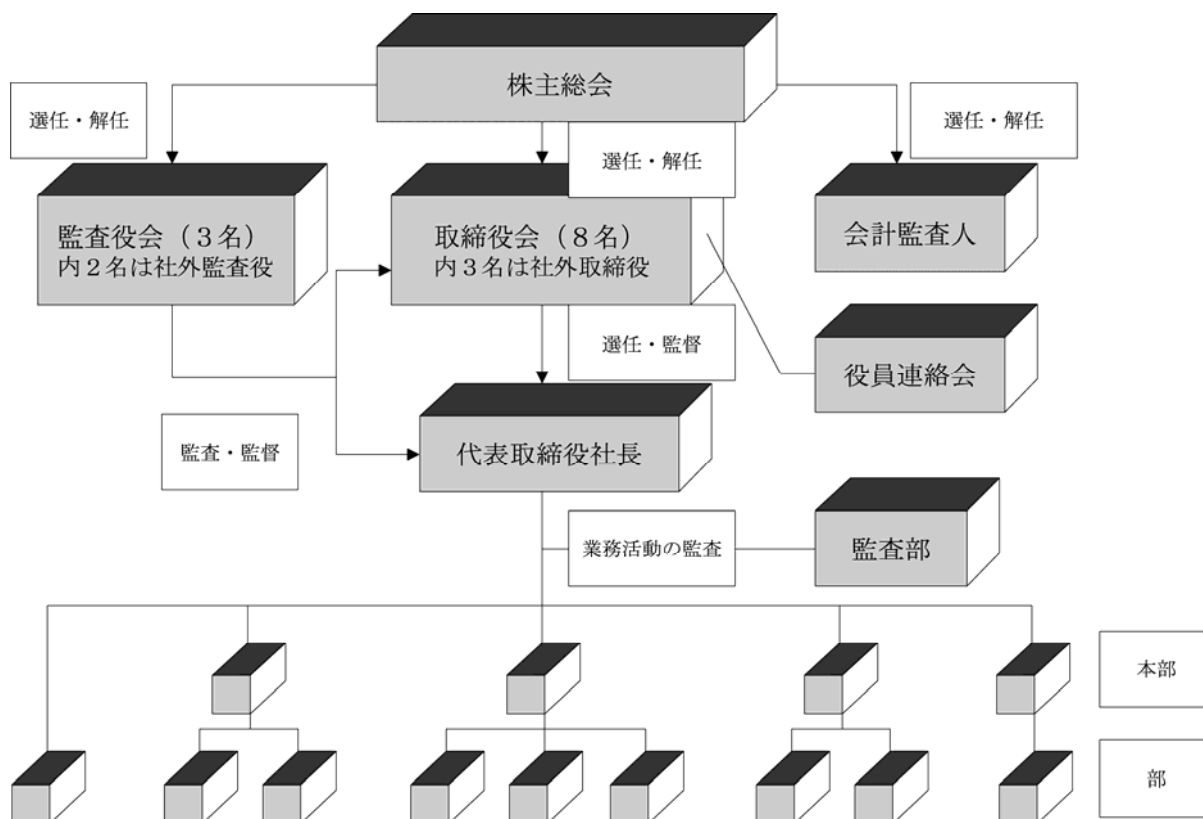 株主総会
選任・解任
選任・解任
選任・解任
監査役会（３名）
内２名は社外監査役
取締役会（８名）
内３名は社外取締役
会計監査人
選任・監督
役員連絡会
監査・監督
代表取締役社長
業務活動の監査
監査部
本部
部